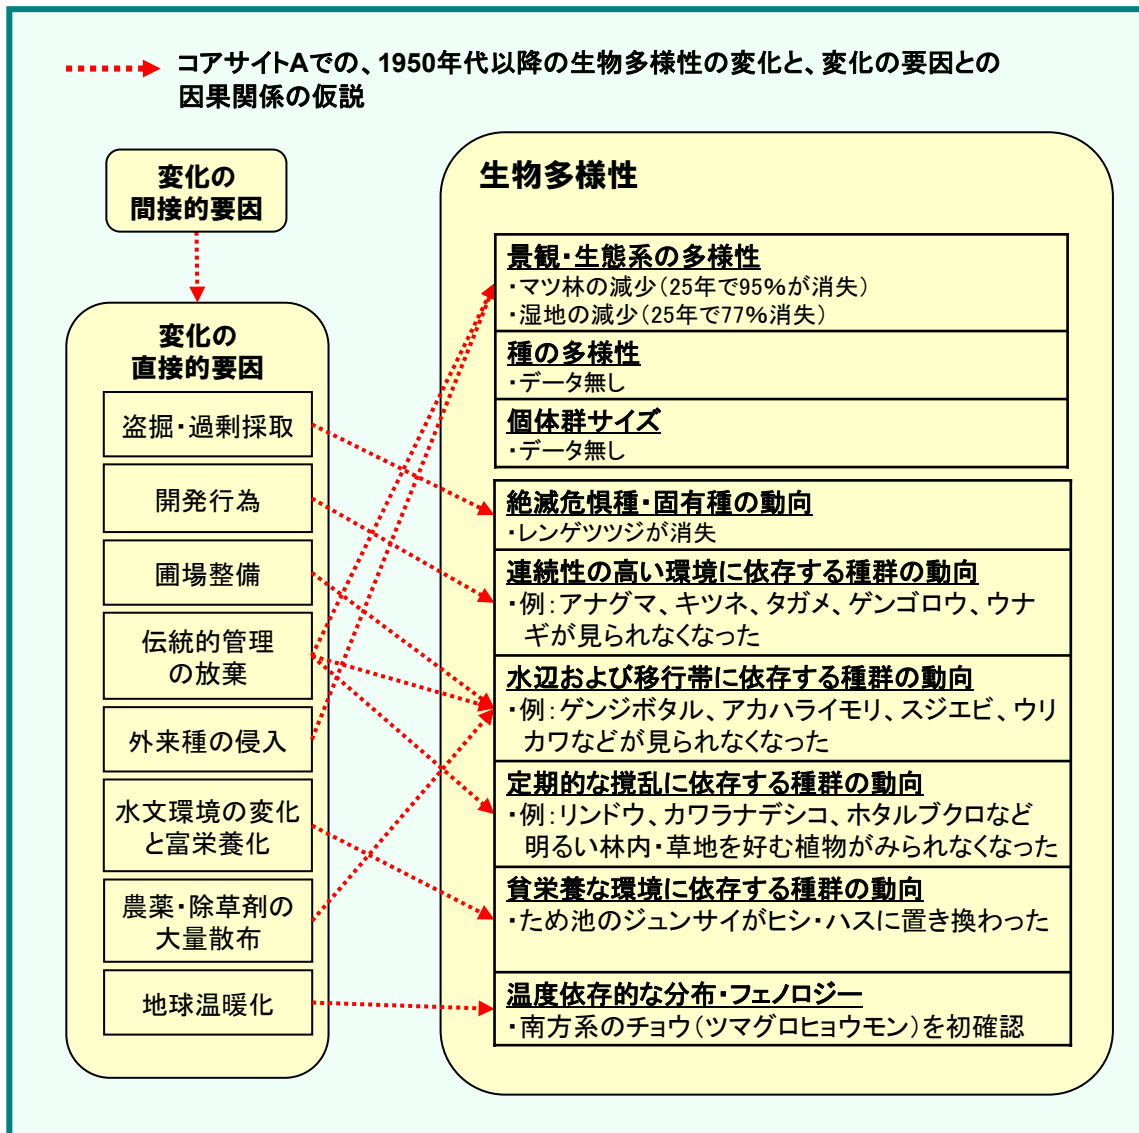 コアサイトAでの、1950年代以降の生物多様性の変化と、変化の要因との
因果関係の仮説
変化の
間接的要因
変化の
直接的要因
盗掘・過剰採取
開発行為
圃場整備
伝統的管理
の放棄
外来種の侵入
水文環境の変化
と富栄養化
農薬・除草剤の
大量散布
地球温暖化
生物多様性
景観・生態系の多様性
・マツ林の減少（25年で95%が消失）
・湿地の減少（25年で77%消失）
種の多様性
・データ無し
個体群サイズ
・データ無し
絶滅危惧種・固有種の動向
・レンゲツツジが消失
連続性の高い環境に依存する種群の動向
・例：アナグマ、キツネ、タガメ、ゲンゴロウ、ウナ
ギが見られなくなった
水辺および移行帯に依存する種群の動向
・例：ゲンジボタル、アカハライモリ、スジエビ、ウリ
カワなどが見られなくなった
定期的な撹乱に依存する種群の動向
・例：リンドウ、カワラナデシコ、ホタルブクロなど
明るい林内・草地を好む植物がみられなくなった
貧栄養な環境に依存する種群の動向
・ため池のジュンサイがヒシ・ハスに置き換わった
温度依存的な分布・フェノロジー
・南方系のチョウ（ツマグロヒョウモン）を初確認